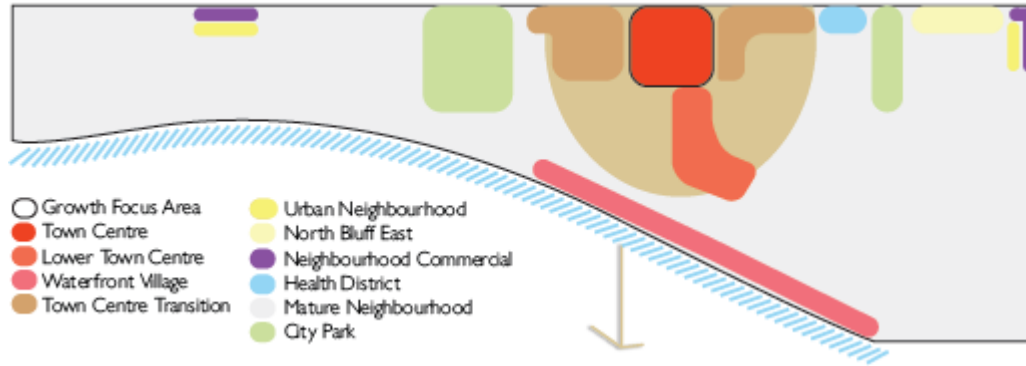 Growth Focus Area
Town Centre
Lower Town Centre
Waterfront Village
Town Centre Transition
Urban Neighbourhood
North Bluff East
Neighbourhood Commercial
Health District
Mature Neighbourhood
City Park